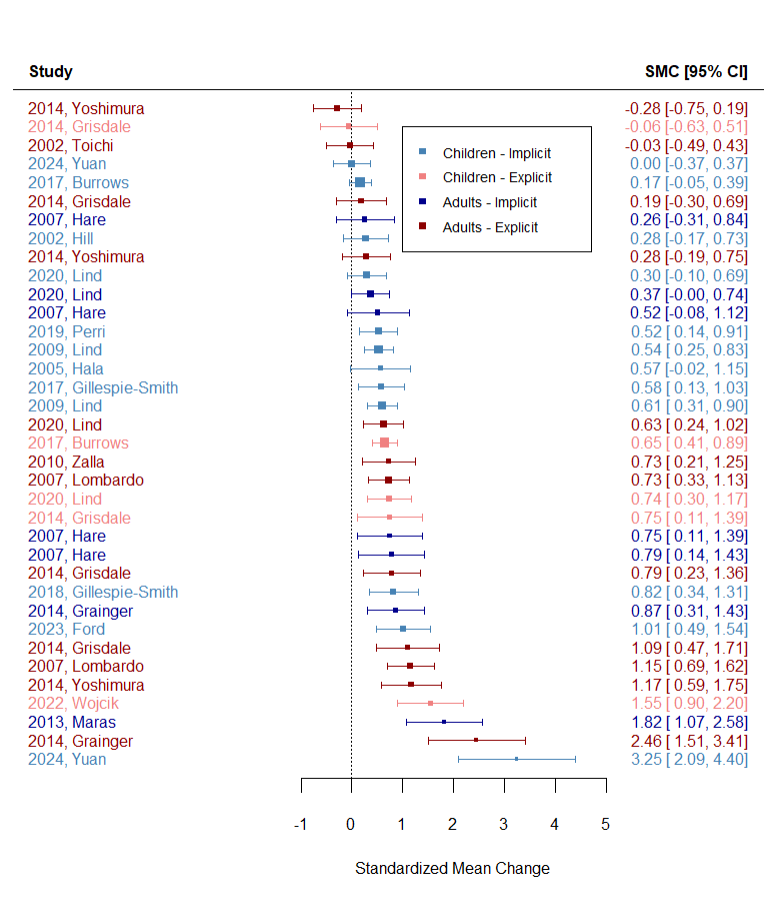 Study SMC [95% CI]
2014, Yoshimura -0.28 [-0.75, 0.19]
2014, Grisdale -0.06 [-0.63, 0.51]
2002, Toichi -0.03 [-0.49, 0.43]
2024, Yuan 0.00 [-0.37, 0.37]
2017, Burrows 0.17 [-0.05, 0.39]
2014, Grisdale 0.19 [-0.30, 0.69]
2007, Hare 0.26 [-0.31, 0.84]
2002, Hill 0.28 [-0.17, 0.73]
2014, Yoshimura 0.28 [-0.19, 0.75]
2020, Lind 0.30 [-0.10, 0.69]
2020, Lind 0.37 [-0.00, 0.74]
2007, Hare 0.52 [-0.08, 1.12]
2019, Perri 0.52 [ 0.14, 0.91]
2009, Lind 0.54 [ 0.25, 0.83]
2005, Hala 0.57 [-0.02, 1.15]
2017, Gillespie-Smith 0.58 [ 0.13, 1.03]
2009, Lind 0.61 [ 0.31, 0.90]
2020, Lind 0.63 [ 0.24, 1.02]
2017, Burrows 0.65 [ 0.41, 0.89]
2010, Zalla 0.73 [ 0.21, 1.25]
2007, Lombardo 0.73 [ 0.33, 1.13]
2020, Lind 0.74 [ 0.30, 1.17]
2014, Grisdale 0.75 [ 0.11, 1.39]
2007, Hare 0.75 [ 0.11, 1.39]
2007, Hare 0.79 [ 0.14, 1.43]
2014, Grisdale 0.79 [ 0.23, 1.36]
2018, Gillespie-Smith 0.82 [ 0.34, 1.31]
2014, Grainger 0.87 [ 0.31, 1.43]
2023, Ford 1.01 [ 0.49, 1.54]
2014, Grisdale 1.09 [ 0.47, 1.71]
2007, Lombardo 1.15 [ 0.69, 1.62]
2014, Yoshimura 1.17 [ 0.59, 1.75]
2022, Wojcik 1.55 [ 0.90, 2.20]
2013, Maras 1.82 [ 1.07, 2.58]
2014, Grainger 2.46 [ 1.51, 3.41]
2024, Yuan 3.25 [ 2.09, 4.40]
Children - Implicit
Children - Explicit
Adults - Implicit
Adults - Explicit
-1 0 1 2 3 4 5
Standardized Mean Change